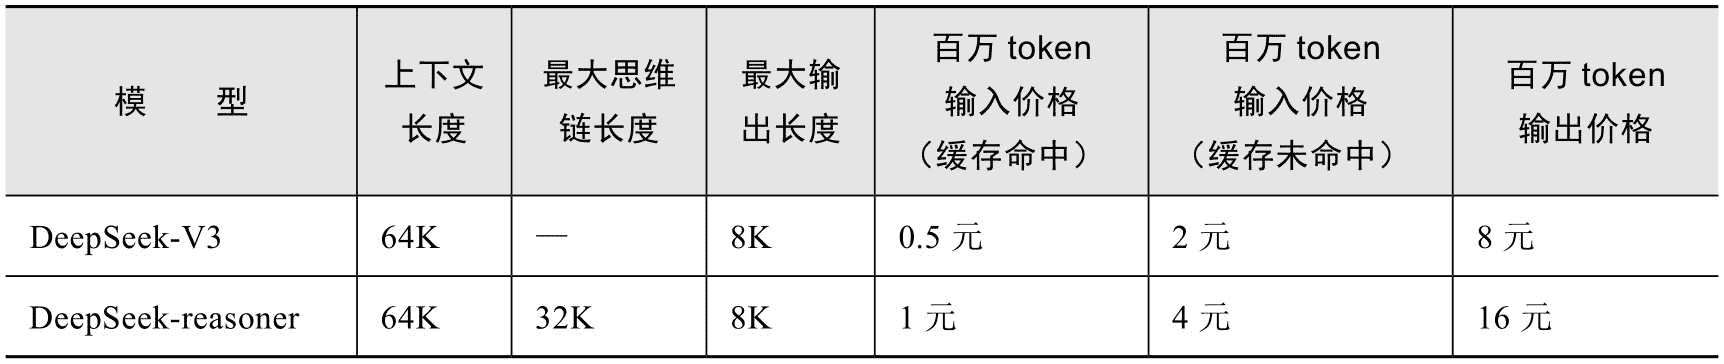 模 型
上下文
长度
最大思维
链长度
最大输
出长度
百万 token
输入价格
（缓存命中）
百万 token
输入价格
（缓存未命中）
百万 token
输出价格
DeepSeek-V3 64K — 8K 0.5 元 2 元 8 元
DeepSeek-reasoner 64K 32K 8K 1 元 4 元 16 元